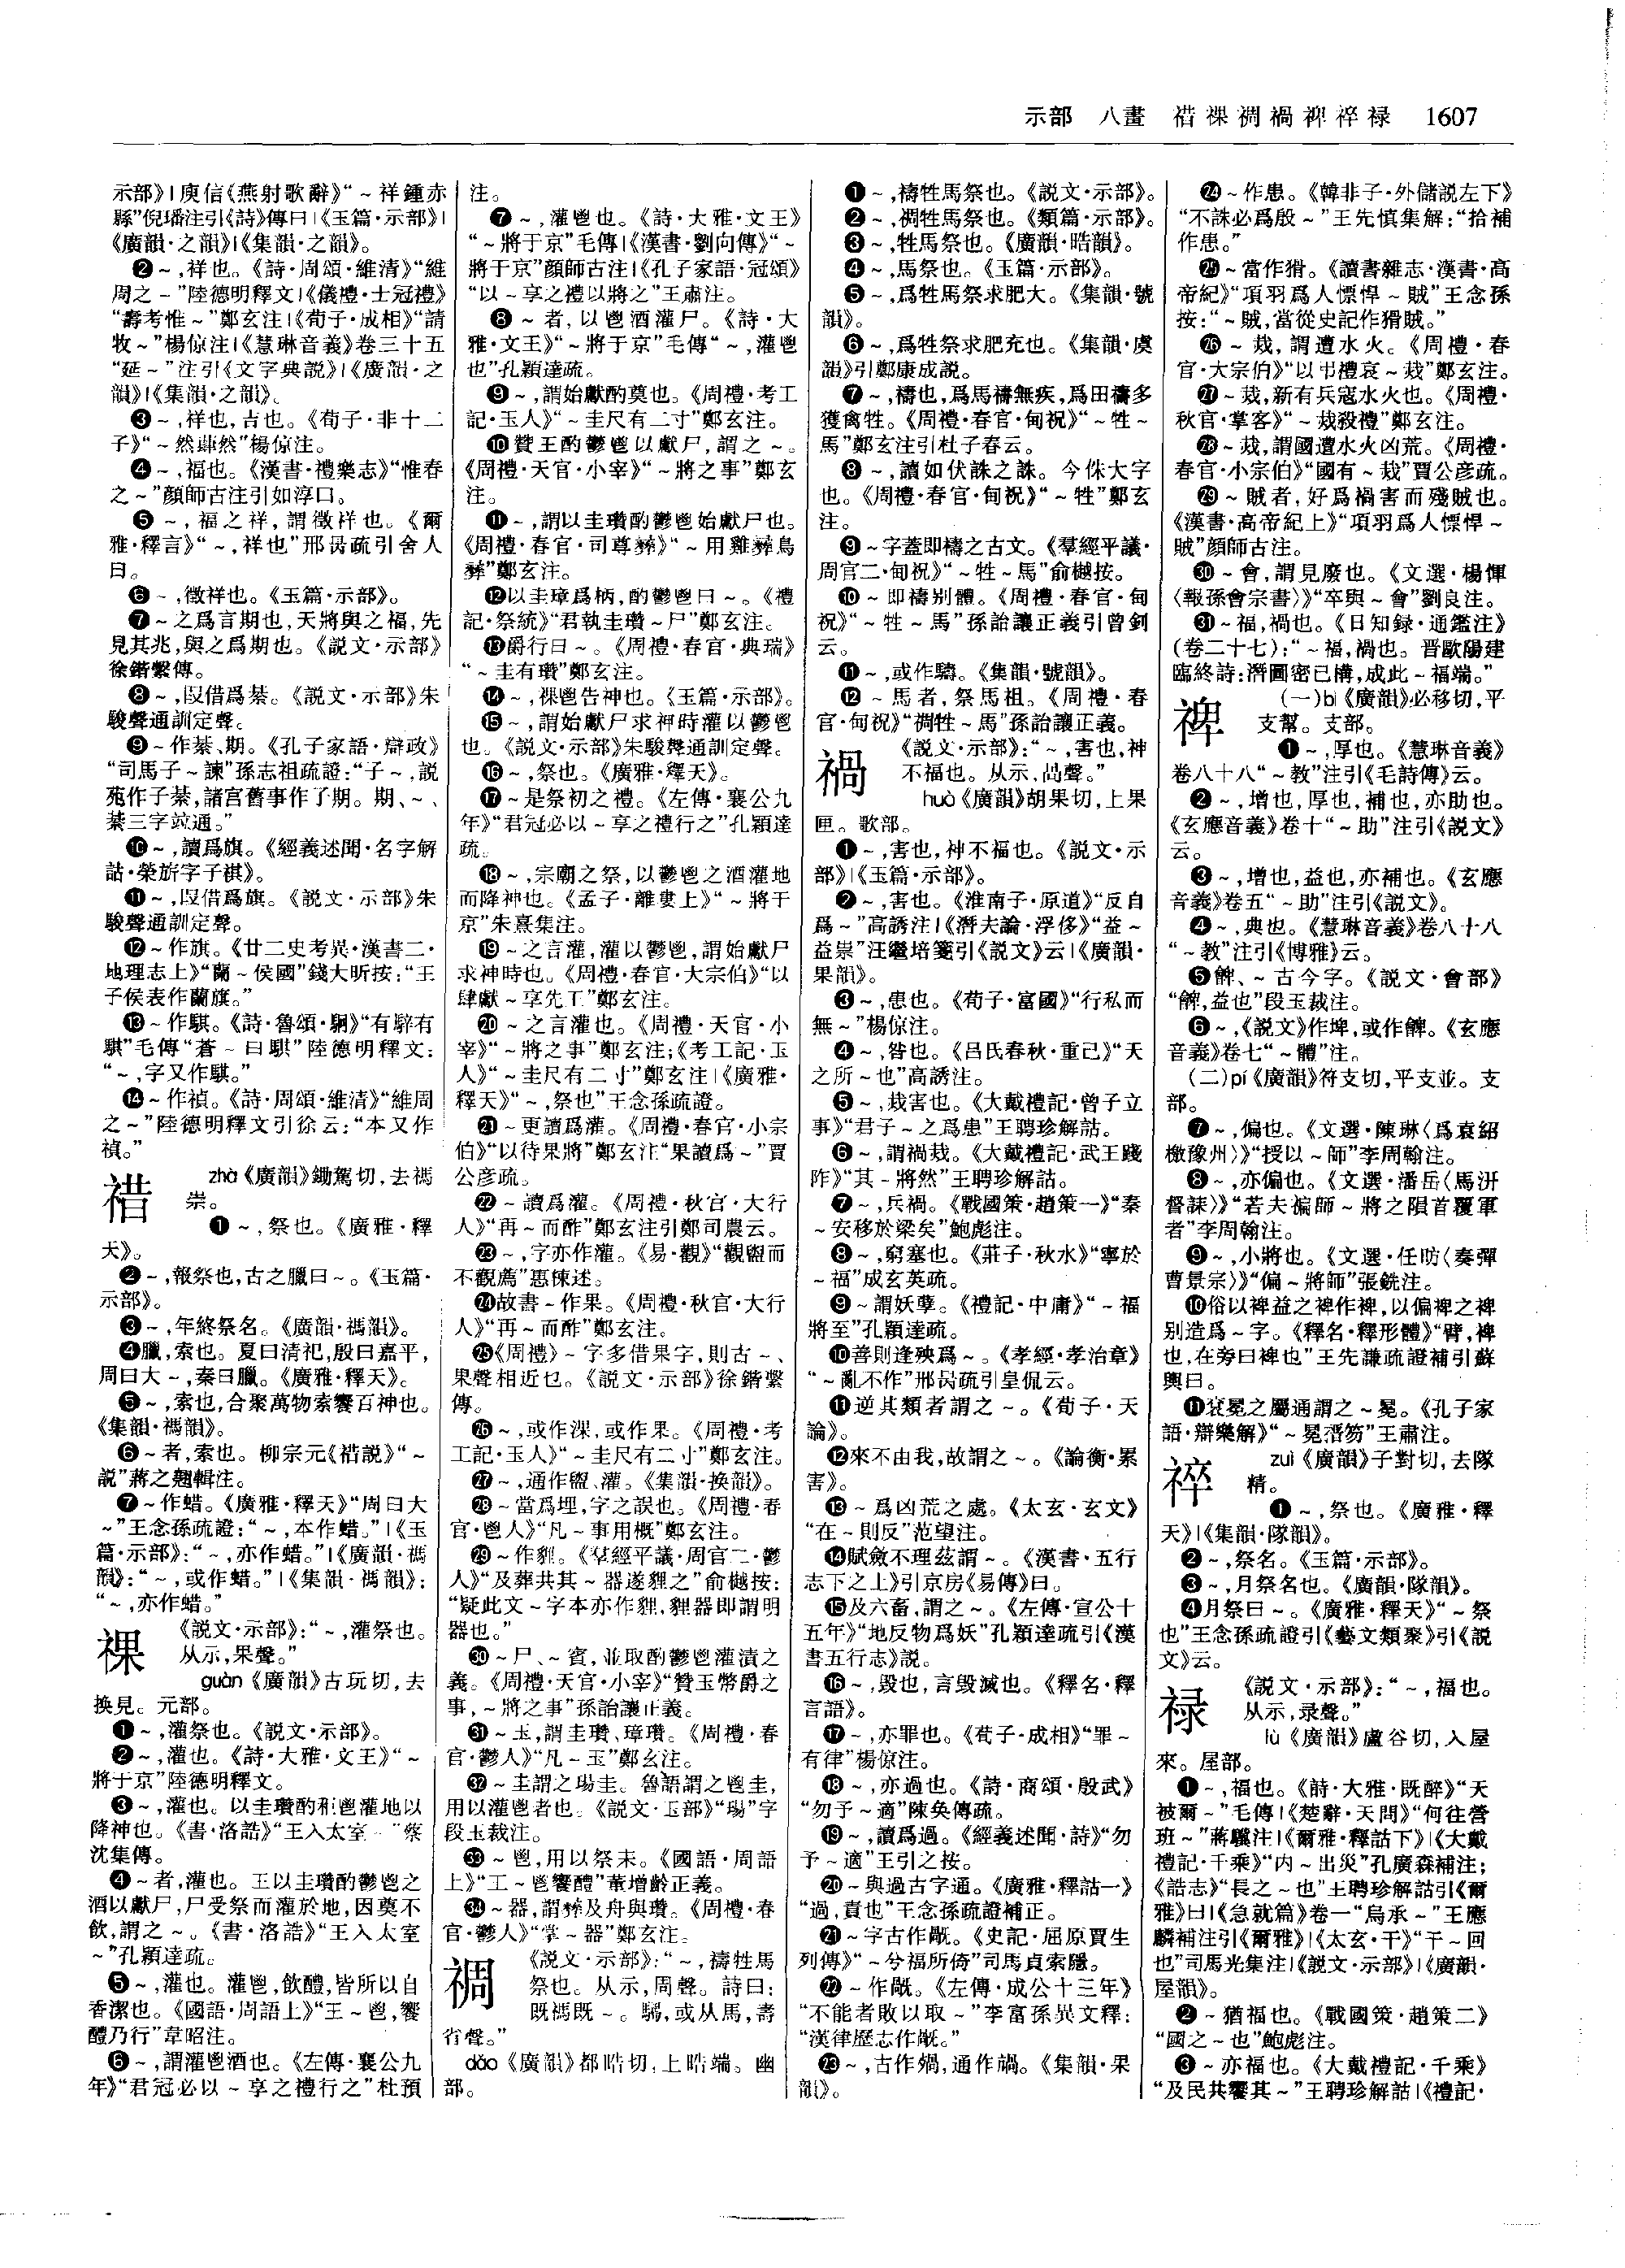 示部　八畫　䄍祼禂禍裨䘹禄　1607
示部》|庾信《燕射歌辭》“～祥鍾赤
縣”倪璠注引《詩》傳曰|《玉篇·示部》|
《廣韻·之韻》|《集韻·之韻》。
❷～,祥也。《詩·周頌·維清》“維
周之～”陸德明釋文|《儀禮·士冠禮》
“壽考惟～”鄭玄注|《荀子·成相》“請
牧～”楊倞注|《慧琳音義》卷三十五
“延～”注引《文字典説》|《廣韻·之
韻》|《集韻·之韻》。
❸～,祥也,吉也。《荀子·非十二
子》“～然蕼然”楊倞注。
❹～,福也。《漢書·禮樂志》“惟春
之～”顔師古注引如淳曰。
❺～,福之祥,謂徵祥也。《爾
雅·釋言》“～,祥也”邢昺疏引舍人
曰。
❻～,徵祥也。《玉篇·示部》。
❼～之爲言期也,天將與之福,先
見其兆,與之爲期也。《説文·示部》
徐鍇繫傳。
❽～,叚借爲棊。《説文·示部》朱
駿聲通訓定聲。
❾～作棊、期。《孔子家語·辯政》
“司馬子～諫”孫志祖疏證:“子～,説
苑作子棊,諸宫舊事作了期。期、～、
棊三字竝通。”
❿～,讀爲旗。《經義述聞·名字解
詁·榮旂字子祺》。
⓫～,叚借爲旗。《説文·示部》朱
駿聲通訓定聲。
⓬～作旗。《廿二史考異·漢書二·
地理志上》“蘭～侯國”錢大昕按:“王
子侯表作蘭旗。”
⓭～作騏。《詩·魯頌·駉》“有騂有
騏”毛傳“蒼～曰騏”陸德明釋文:
“～,字又作騏。”
⓮～作禎。《詩·周頌·維清》“維周
之～”陸德明釋文引徐云:“本又作
禎。”
䄍　zhà《廣韻》鋤駕切,去禡
崇。
❶～,祭也。《廣雅·釋
天》。
❷～,報祭也,古之臘曰～。《玉篇·
示部》。
❸～,年終祭名。《廣韻·禡韻》。
❹臘,索也。夏曰清祀,殷曰嘉平,
周曰大～,秦曰臘。《廣雅·釋天》。
❺～,索也,合聚萬物索饗百神也。
《集韻·禡韻》。
❻～者,索也。柳宗元《䄍説》“～
説”蔣之翹輯注。
❼～作蜡。《廣雅·釋天》“周曰大
～”王念孫疏證:“～,本作蜡。”|《玉
篇·示部》:“～,亦作蜡。”|《廣韻·禡
韻》:“～,或作蜡。”|《集韻·禡韻》:
“～,亦作蜡。”
祼　《説文·示部》:“～,灌祭也。
从示,果聲。”
guàn《廣韻》古玩切,去
换見。元部。
❶～,灌祭也。《説文·示部》。
❷～,灌也。《詩·大雅·文王》“～
將于京”陸德明釋文。
❸～,灌也。以圭瓚酌秬鬯灌地以
降神也。《書·洛誥》“王入太室～”蔡
沈集傳。
❹～者,灌也。王以圭瓚酌鬱鬯之
酒以獻尸,尸受祭而灌於地,因奠不
飲,謂之～。《書·洛誥》“王入太室
～”孔穎達疏。
❺～,灌也。灌鬯,飲醴,皆所以自
香潔也。《國語·周語上》“王～鬯,饗
醴乃行”韋昭注。
❻～,謂灌鬯酒也。《左傳·襄公九
年》“君冠必以～享之禮行之”杜預
注。
❼～,灌鬯也。《詩·大雅·文王》
“～將于京”毛傳|《漢書·劉向傳》“～
將于京”顔師古注|《孔子家語·冠頌》
“以～享之禮以將之”王肅注。
❽～者,以鬯酒灌尸。《詩·大
雅·文王》“～將于京”毛傳“～,灌鬯
也”孔穎達疏。
❾～,謂始獻酌奠也。《周禮·考工
記·玉人》“～圭尺有二寸”鄭玄注。
❿贊王酌鬱鬯以獻尸,謂之～。
《周禮·天官·小宰》“～將之事”鄭玄
注。
⓫～,謂以圭瓚酌鬱鬯始獻尸也。
《周禮·春官·司尊彝》“～用雞彝鳥
彝”鄭玄注。
⓬以圭璋爲柄,酌鬱鬯曰～。《禮
記·祭統》“君執圭瓚～尸”鄭玄注。
⓭爵行曰～。《周禮·春官·典瑞》
“～圭有瓚”鄭玄注。
⓮～,祼鬯告神也。《玉篇·示部》。
⓯～,謂始獻尸求神時灌以鬱鬯
也。《説文·示部》朱駿聲通訓定聲。
⓰～,祭也。《廣雅·釋天》。
⓱～是祭初之禮。《左傳·襄公九
年》“君冠必以～享之禮行之”孔穎達
疏。
⓲～,宗廟之祭,以鬱鬯之酒灌地
而降神也。《孟子·離婁上》“～將于
京”朱熹集注。
⓳～之言灌,灌以鬱鬯,謂始獻尸
求神時也。《周禮·春官·大宗伯》“以
肆獻～享先王”鄭玄注。
⓴～之言灌也。《周禮·天官·小
宰》“～將之事”鄭玄注;《考工記·玉
人》“～圭尺有二寸”鄭玄注|《廣雅·
釋天》“～,祭也”王念孫疏證。
㉑～更讀爲灌。《周禮·春官·小宗
伯》“以待果將”鄭玄注“果讀爲～”賈
公彦疏。
㉒～讀爲灌。《周禮·秋官·大行
人》“再～而酢”鄭玄注引鄭司農云。
㉓～,字亦作灌。《易·觀》“觀盥而
不觀薦”惠棟述。
㉔故書～作果。《周禮·秋官·大行
人》“再～而酢”鄭玄注。
㉕《周禮》～字多借果字,則古～、
果聲相近也。《説文·示部》徐鍇繫
傳。
㉖～,或作淉,或作果。《周禮·考
工記·玉人》“～圭尺有二寸”鄭玄注。
㉗～,通作盥、灌。《集韻·换韻》。
㉘～當爲埋,字之誤也。《周禮·春
官·鬯人》“凡～事用概”鄭玄注。
㉙～作貍。《羣經平議·周官二·鬱
人》“及葬共其～器遂貍之”俞樾按:
“疑此文～字本亦作貍,貍器即謂明
器也。”
㉚～尸、～賓,並取酌鬱鬯灌漬之
義。《周禮·天官·小宰》“贊玉幣爵之
事,～將之事”孫詒讓正義。
㉛～玉,謂圭瓚、璋瓚。《周禮·春
官·鬱人》“凡～玉”鄭玄注。
㉜～圭謂之瑒圭。魯語謂之鬯圭,
用以灌鬯者也。《説文·玉部》“瑒”字
段玉裁注。
㉝～鬯,用以祭末。《國語·周語
上》“王～鬯饗醴”董增齡正義。
㉞～器,謂彝及舟與瓚。《周禮·春
官·鬱人》“掌～器”鄭玄注。
禂　《説文·示部》:“～,禱牲馬
祭也。从示,周聲。詩曰:
既禡既～。騆,或从馬,壽
省聲。”
dǎo《廣韻》都晧切,上晧端。幽
部。
❶～,禱牲馬祭也。《説文·示部》。
❷～,禂牲馬祭也。《類篇·示部》。
❸～,牲馬祭也。《廣韻·晧韻》。
❹～,馬祭也。《玉篇·示部》。
❺～,爲牲馬祭求肥大。《集韻·號
韻》。
❻～,爲牲祭求肥充也。《集韻·虞
韻》引鄭康成説。
❼～,禱也,爲馬禱無疾,爲田禱多
獲禽牲。《周禮·春官·甸祝》“～牲～
馬”鄭玄注引杜子春云。
❽～,讀如伏誅之誅。今侏大字
也。《周禮·春官·甸祝》“～牲”鄭玄
注。
❾～字蓋即禱之古文。《羣經平議·
周官二·甸祝》“～牲～馬”俞樾按。
❿～即禱别體。《周禮·春官·甸
祝》“～牲～馬”孫詒讓正義引曾釗
云。
⓫～,或作驕。《集韻·號韻》。
⓬～馬者,祭馬祖。《周禮·春
官·甸祝》“禂牲～馬”孫詒讓正義。
禍　《説文·示部》:“～,害也,神
不福也。从示,咼聲。”
huò《廣韻》胡果切,上果
匣。歌部。
❶～,害也,神不福也。《説文·示
部》|《玉篇·示部》。
❷～,害也。《淮南子·原道》“反自
爲～”高誘注|《潛夫論·浮侈》“益～
益祟”汪繼培箋引《説文》云|《廣韻·
果韻》。
❸～,患也。《荀子·富國》“行私而
無～”楊倞注。
❹～,咎也。《吕氏春秋·重己》“天
之所～也”高誘注。
❺～,烖害也。《大戴禮記·曾子立
事》“君子～之爲患”王聘珍解詁。
❻～,謂禍烖。《大戴禮記·武王踐
阼》“其～將然”王聘珍解詁。
❼～,兵禍。《戰國策·趙策一》“秦
～安移於梁矣”鮑彪注。
❽～,窮塞也。《莊子·秋水》“寧於
～福”成玄英疏。
❾～謂妖孽。《禮記·中庸》“～福
將至”孔穎達疏。
❿善則逢殃爲～。《孝經·孝治章》
“～亂不作”邢昺疏引皇侃云。
⓫逆其類者謂之～。《荀子·天
論》。
⓬來不由我,故謂之～。《論衡·累
害》。
⓭～爲凶荒之處。《太玄·玄文》
“在～則反”范望注。
⓮賦斂不理兹謂～。《漢書·五行
志下之上》引京房《易傳》曰。
⓯及六畜,謂之～。《左傳·宣公十
五年》“地反物爲妖”孔穎達疏引《漢
書五行志》説。
⓰～,毁也,言毁滅也。《釋名·釋
言語》。
⓱～,亦罪也。《荀子·成相》“罪～
有律”楊倞注。
⓲～,亦過也。《詩·商頌·殷武》
“勿予～適”陳奂傳疏。
⓳～,讀爲過。《經義述聞·詩》“勿
予～適”王引之按。
⓴～與過古字通。《廣雅·釋詁一》
“過,責也”王念孫疏證補正。
㉑～字古作旤。《史記·屈原賈生
列傳》“～兮福所倚”司馬貞索隱。
㉒～作旤。《左傳·成公十三年》
“不能者敗以取～”李富孫異文釋:
“漢律歷志作旤。”
㉓～,古作㷄,通作䄀。《集韻·果
韻》。
㉔～作患。《韓非子·外儲説左下》
“不誅必爲殷～”王先慎集解:“拾補
作患。”
㉕～當作猾。《讀書雜志·漢書·高
帝紀》“項羽爲人慓悍～賊”王念孫
按:“～賊,當從史記作猾賊。”
㉖～烖,謂遭水火。《周禮·春
官·大宗伯》“以弔禮哀～烖”鄭玄注。
㉗～烖,新有兵寇水火也。《周禮·
秋官·掌客》“～烖殺禮”鄭玄注。
㉘～烖,謂國遭水火凶荒。《周禮·
春官·小宗伯》“國有～烖”賈公彦疏。
㉙～賊者,好爲禍害而殘賊也。
《漢書·高帝紀上》“項羽爲人慓悍～
賊”顔師古注。
㉚～會,謂見廢也。《文選·楊惲
〈報孫會宗書〉》“卒與～會”劉良注。
㉛～福,禍也。《日知録·通鑑注》
(卷二十七):“～福,禍也。晋歐陽建
臨終詩:潛圖密已構,成此～福端。”
裨　(一)bì《廣韻》必移切,平
支幫。支部。
❶～,厚也。《慧琳音義》
卷八十八“～教”注引《毛詩傳》云。
❷～,增也,厚也,補也,亦助也。
《玄應音義》卷十“～助”注引《説文》
云。
❸～,增也,益也,亦補也。《玄應
音義》卷五“～助”注引《説文》。
❹～,典也。《慧琳音義》卷八十八
“～教”注引《博雅》云。
❺䚜、～古今字。《説文·會部》
“䚜,益也”段玉裁注。
❻～,《説文》作埤,或作䚜。《玄應
音義》卷七“～體”注。
(二)pí《廣韻》符支切,平支並。支
部。
❼～,偏也。《文選·陳琳〈爲袁紹
檄豫州〉》“授以～師”李周翰注。
❽～,亦偏也。《文選·潘岳〈馬汧
督誄〉》“若夫偏師～將之隕首覆軍
者”李周翰注。
❾～,小將也。《文選·任昉〈奏彈
曹景宗〉》“偏～將師”張銑注。
❿俗以裨益之裨作裨,以偏裨之裨
别造爲～字。《釋名·釋形體》“臂,裨
也,在旁曰裨也”王先謙疏證補引蘇
輿曰。
⓫衮冕之屬通謂之～冕。《孔子家
語·辯樂解》“～冕搢笏”王肅注。
䘹　zuì《廣韻》子對切,去隊
精。
❶～,祭也。《廣雅·釋
天》|《集韻·隊韻》。
❷～,祭名。《玉篇·示部》。
❸～,月祭名也。《廣韻·隊韻》。
❹月祭曰～。《廣雅·釋天》“～祭
也”王念孫疏證引《藝文類聚》引《説
文》云。
禄　《説文·示部》:“～,福也。
从示,录聲。”
lù《廣韻》盧谷切,入屋
來。屋部。
❶～,福也。《詩·大雅·既醉》“天
被爾～”毛傳|《楚辭·天問》“何往營
班～”蔣驥注|《爾雅·釋詁下》|《大戴
禮記·千乘》“内～出災”孔廣森補注;
《誥志》“長之～也”王聘珍解詁引《爾
雅》曰|《急就篇》卷一“烏承～”王應
麟補注引《爾雅》|《太玄·干》“干～回
也”司馬光集注|《説文·示部》|《廣韻·
屋韻》。
❷～猶福也。《戰國策·趙策二》
“國之～也”鮑彪注。
❸～亦福也。《大戴禮記·千乘》
“及民共饗其～”王聘珍解詁|《禮記·